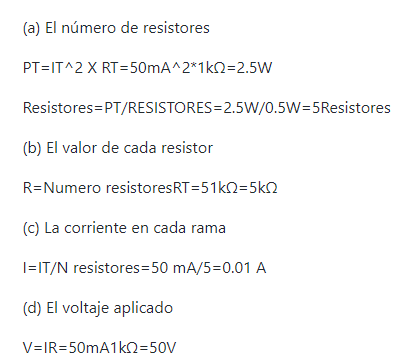 (a) El número de resistores
PT=IT^2 X RT=50mA^2*1kΩ=2.5W
Resistores=PT/RESISTORES=2.5W/0.5W=5Resistores
(b) El valor de cada resistor
R=Numero resistoresRT=51kΩ=5kΩ
(c) La corriente en cada rama
I=IT/N resistores=50 mA/5=0.01 A
(d) El voltaje aplicado
V=IR=50mA1kΩ=50V